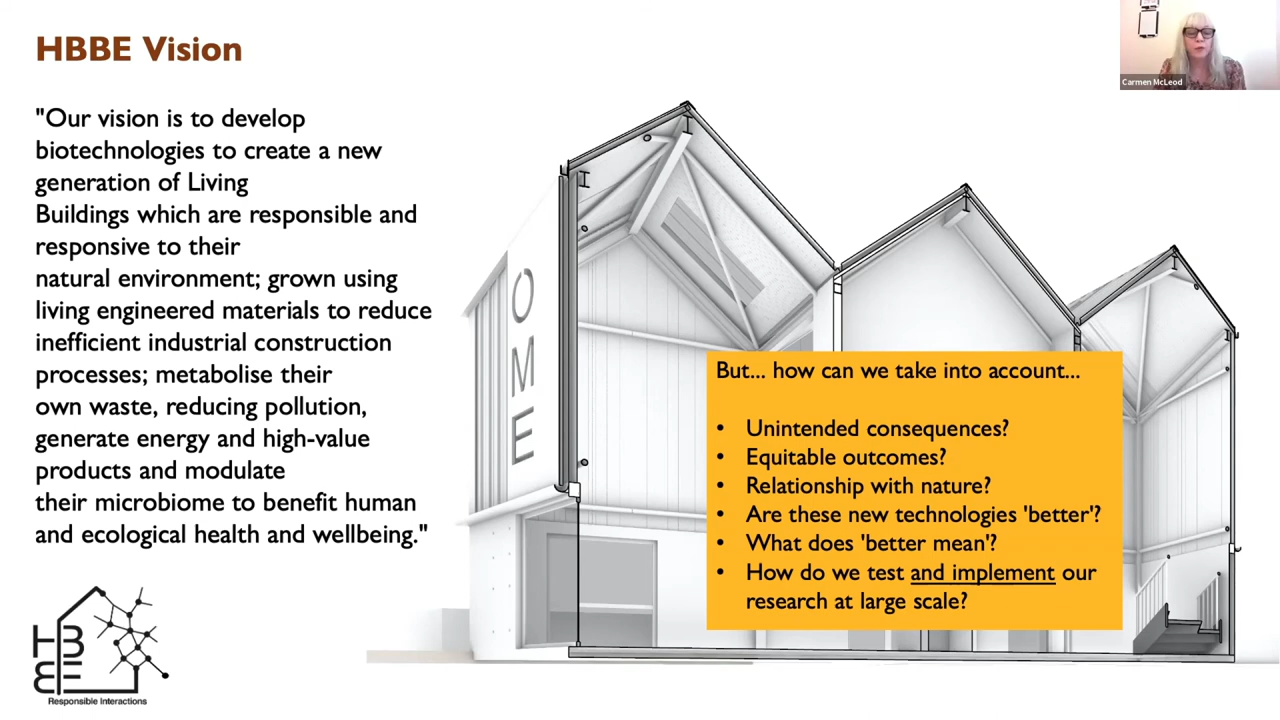 HBBE Vision
Carmen McLeod
"Our vision is to develop
biotechnologies to create a new
generation of Living
Buildings which are responsible and
responsive to their
natural environment; grown using
living engineered materials to reduce
inefficient industrial construction
processes; metabolise their
own waste, reducing pollution,
generate energy and high-value
products and modulate
their microbiome to benefit human
and ecological health and wellbeing."
OME
But... how can we take into account...
• Unintended consequences?
• Equitable outcomes?
• Relationship with nature?
• Are these new technologies 'better'?
• What does 'better mean'?
• How do we test and implement our
research at large scale?
HB
BE
Responsible Interactions